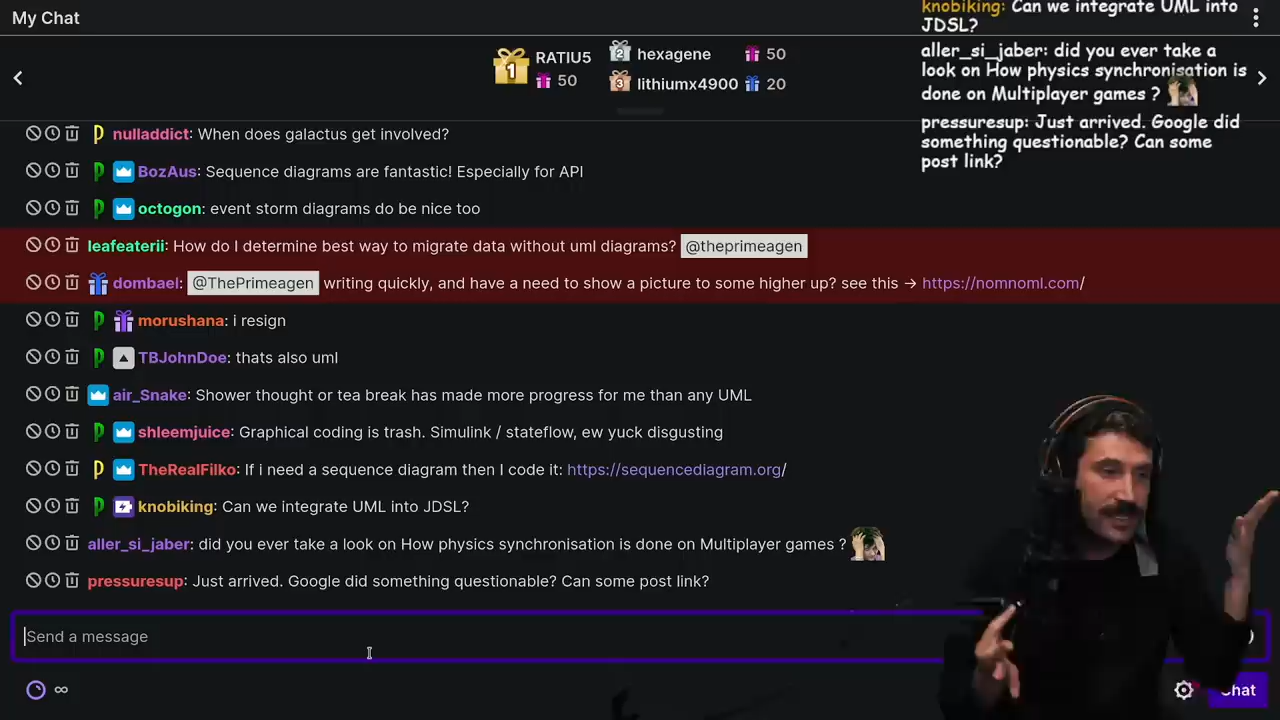 My Chat
RATIU5
50
hexagene
50
lithiumx4900
20
1
2
3
nulladdict: When does galactus get involved?
BozAus: Sequence diagrams are fantastic! Especially for API
octogon: event storm diagrams do be nice too
leafeaterii: How do I determine best way to migrate data without uml diagrams? @theprimeagen
dombael: @ThePrimeagen writing quickly, and have a need to show a picture to some higher up? see this → https://nomnoml.com/
morushana: i resign
TBJohnDoe: thats also uml
air_Snake: Shower thought or tea break has made more progress for me than any UML
shleemjuice: Graphical coding is trash. Simulink / stateflow, ew yuck disgusting
TheRealFilko: If i need a sequence diagram then I code it: https://sequencediagram.org/
knobiking: Can we integrate UML into JDSL?
aller_si_jaber: did you ever take a look on How physics synchronisation is done on Multiplayer games ?
pressuresup: Just arrived. Google did something questionable? Can some post link?
Send a message
∞
Chat
knobiking: Can we integrate UML into
JDSL?
aller_si_jaber: did you ever take a
look on How physics synchronisation is
done on Multiplayer games ?
pressuresup: Just arrived. Google did
something questionable? Can some
post link?